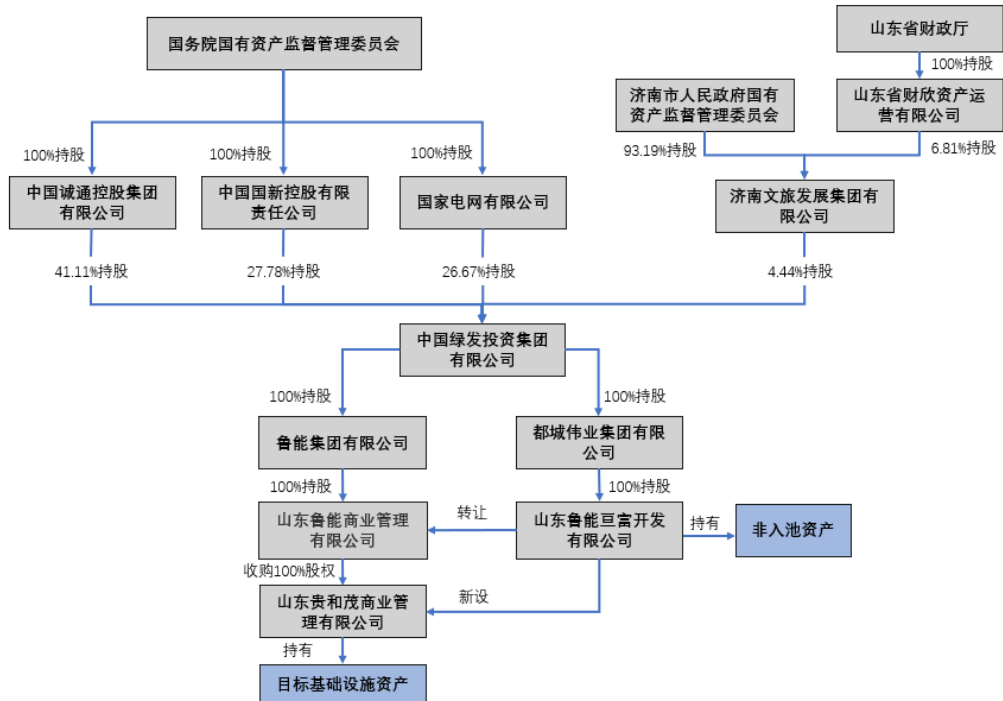 山东省财政厅
国务院国有资产监督管理委员会
100%持股
济南市人民政府国有
资产监督管理委员会
山东省财欣资产运
营有限公司
93.19%持股
6.81%持股
100%持股
100%持股
100%持股
中国诚通控股集团
有限公司
中国国新控股有限
责任公司
国家电网有限公司
济南文旅发展集团有
限公司
41.11%持股
27.78%持股
26.67%持股
4.44%持股
中国绿发投资集团
有限公司
100%持股
100%持股
鲁能集团有限公司
都城伟业集团有限
公司
100%持股
100%持股
山东鲁能商业管理
有限公司
转让
山东鲁能亘富开发
有限公司
持有
非入池资产
收购100%股权
山东贵和茂商业管
理有限公司
新设
持有
目标基础设施资产